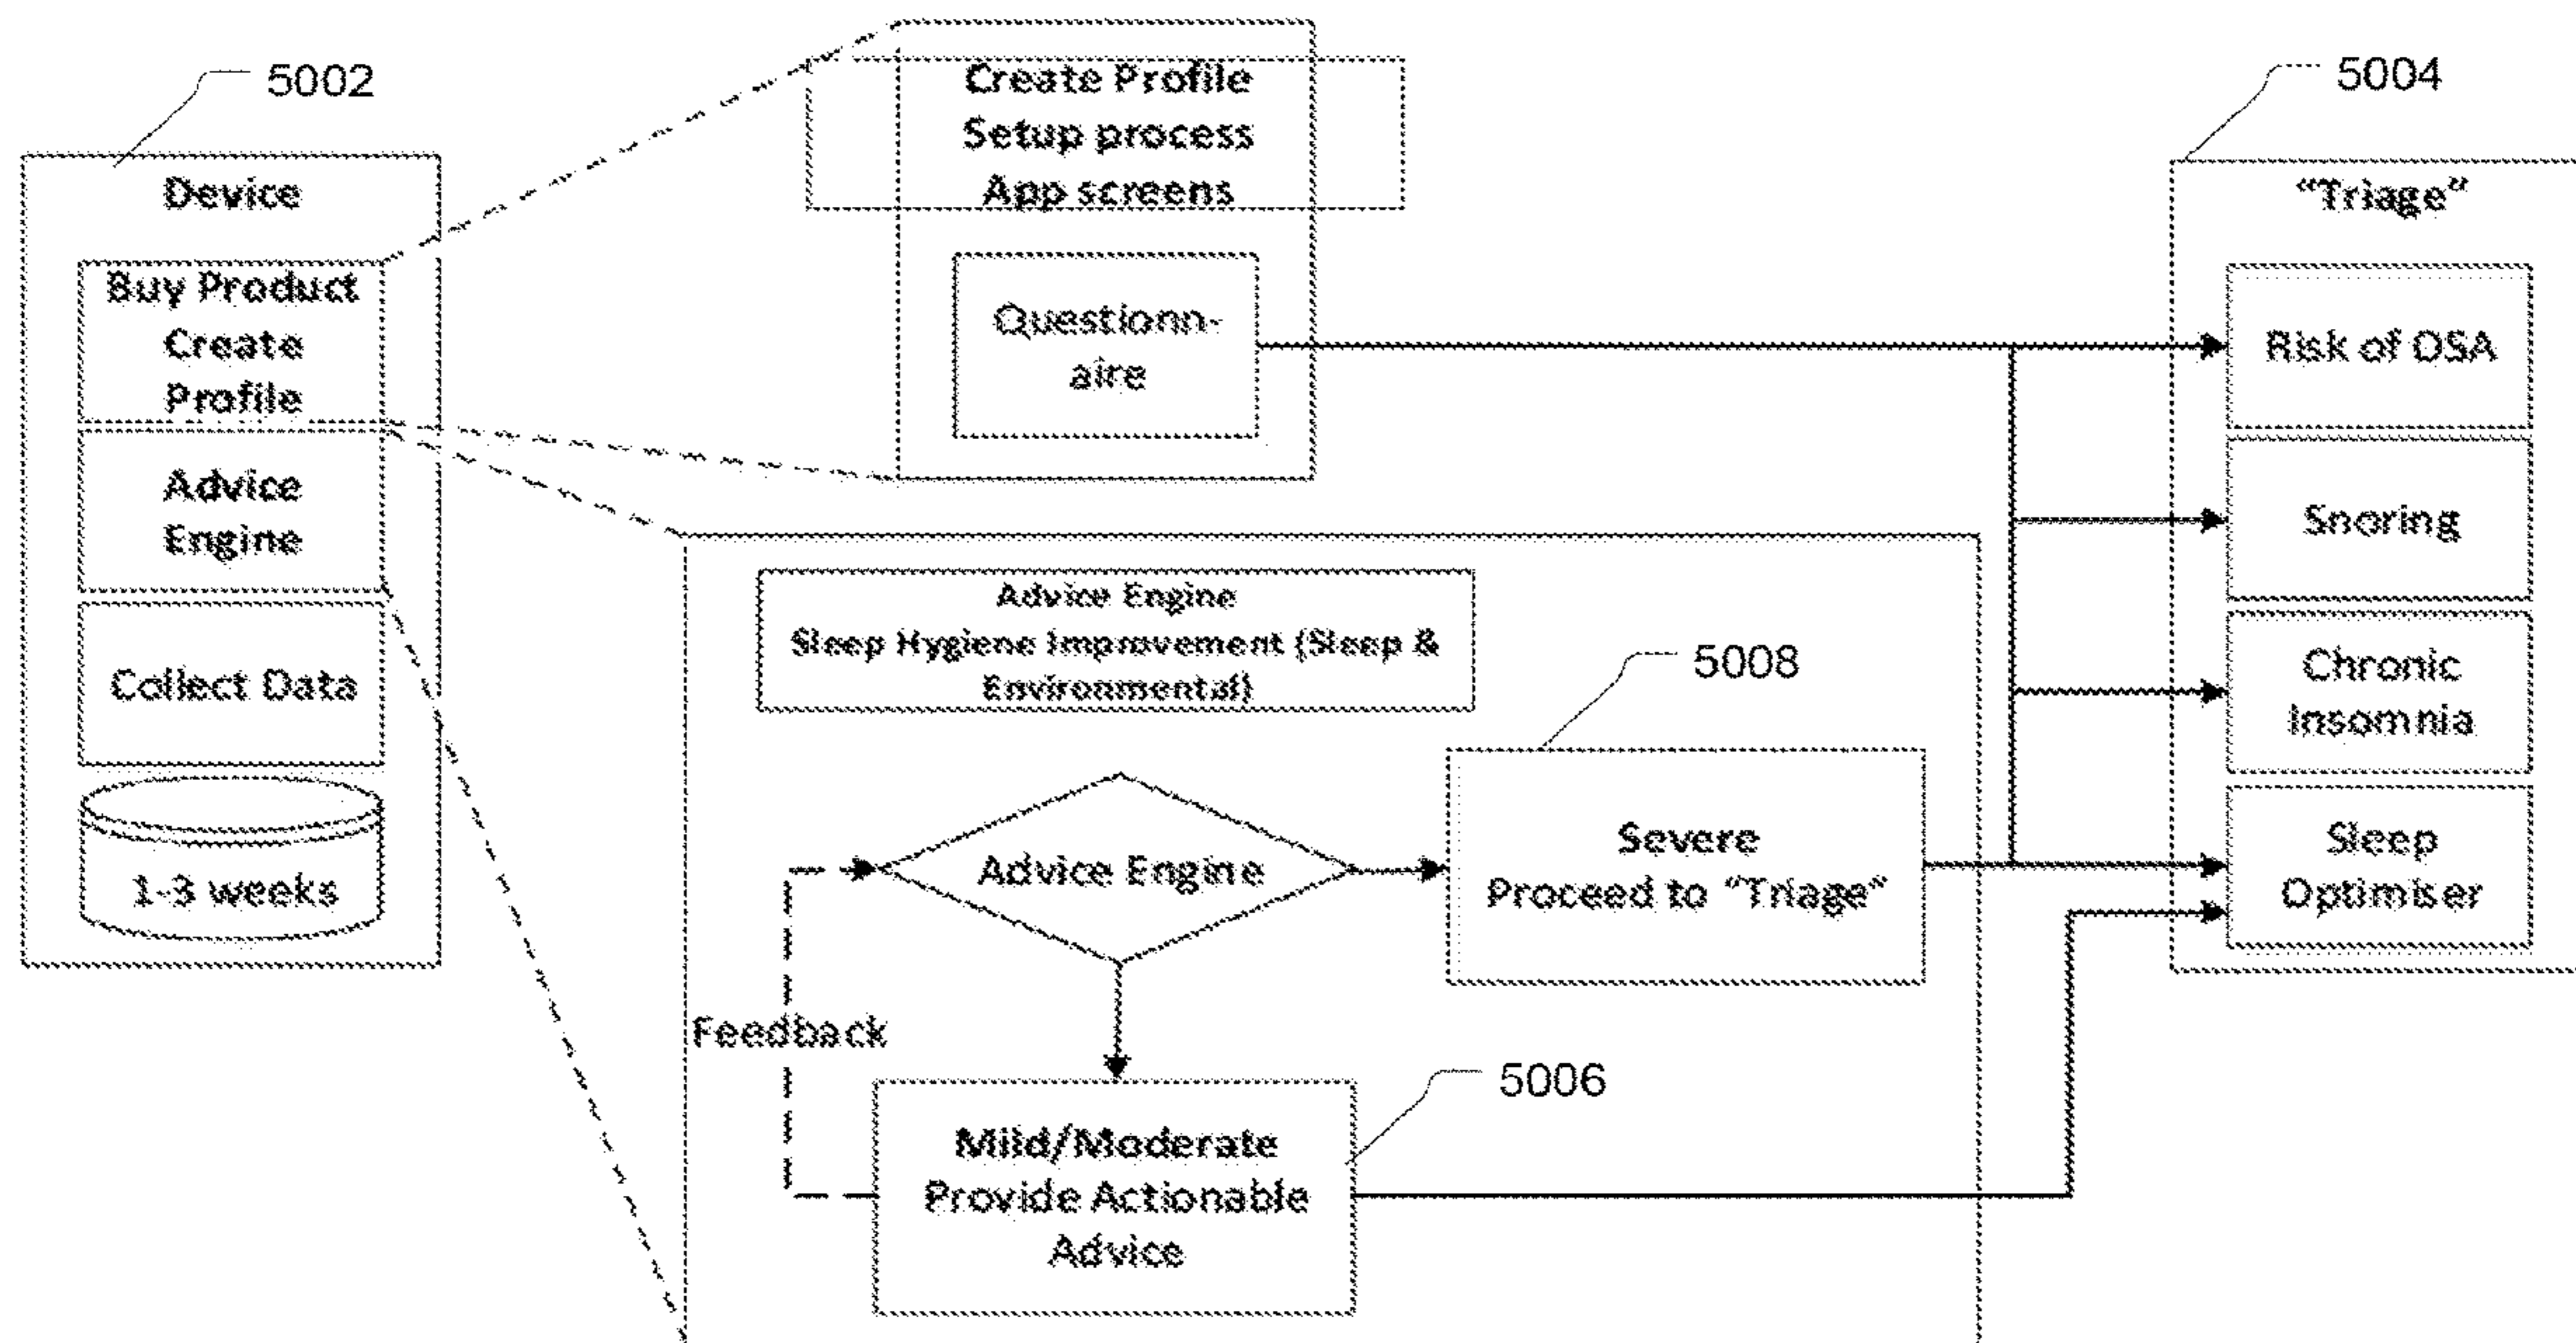 5002
Device
Buy Product
Create
Profile
Advice
Engine
Collect Data
1-3 weeks
Create Profile
Setup process
App screens
Questionn-
aire
Advice Engine
Sleep Hygiene Improvement (Sleep &
Environmental)
5008
Advice Engine
Severe
Proceed to "Triage"
Feedback
5006
Mild/Moderate
Provide Actionable
Advice
5004
"Triage"
Risk of OSA
Snoring
Chronic
Insomnia
Sleep
Optimiser